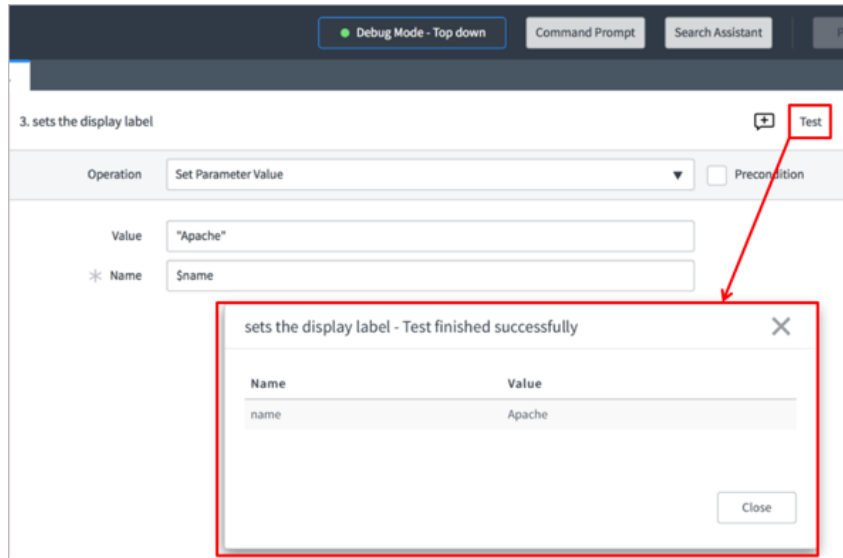 Debug Mode - Top down
Command Prompt
Search Assistant
3. sets the display label
Test
Operation
Set Parameter Value
Precondition
Value
"Apache"
* Name
$name
sets the display label - Test finished successfully
Name Value
name Apache
Close